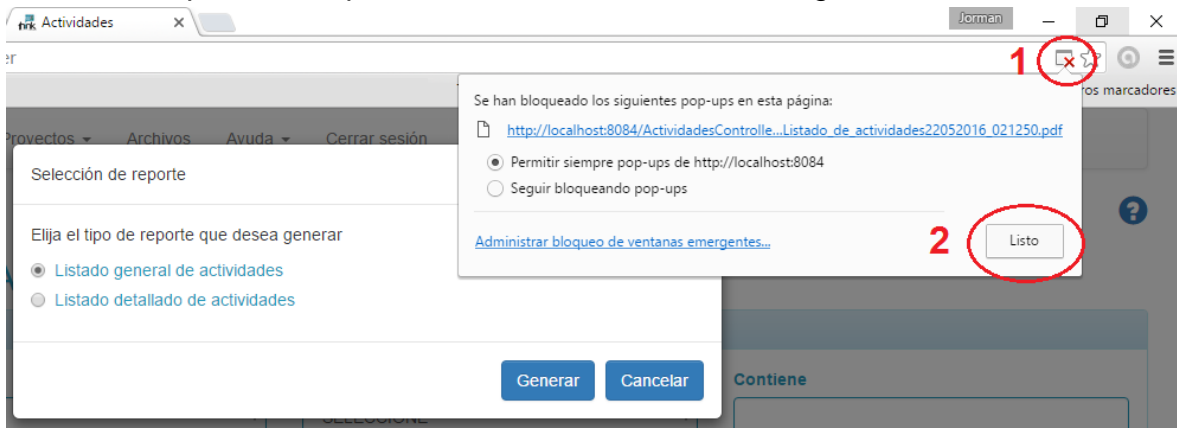 Actividades
Jorman
er
1
ros marcadores
Se han bloqueado los siguientes pop-ups en esta página:
http://localhost:8084/ActividadesControlle...Listado_de_actividades22052016_021250.pdf
Permitir siempre pop-ups de http://localhost:8084
Seguir bloqueando pop-ups
Administrar bloqueo de ventanas emergentes...
2
Listo
Proyectos Archivos Ayuda Cerrar sesión
?
Selección de reporte
Elija el tipo de reporte que desea generar
Listado general de actividades
Listado detallado de actividades
Generar Cancelar
Contiene
SELECCIONE